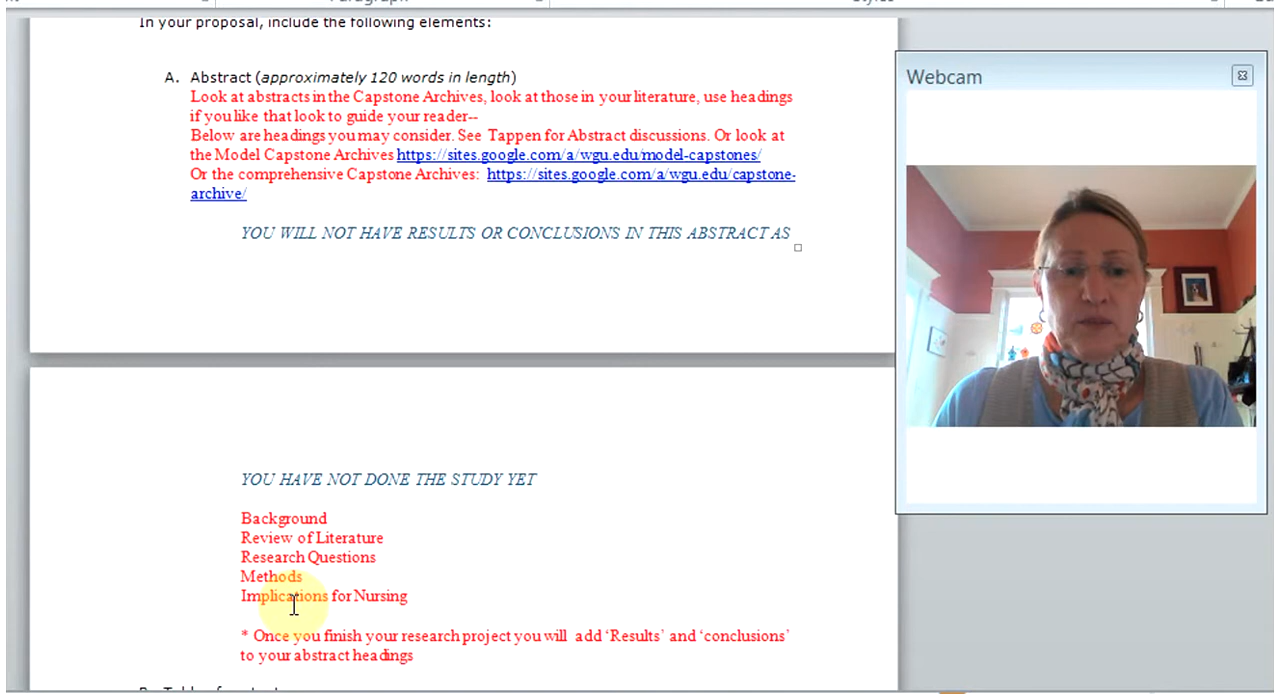 Paragraph
Styles
In your proposal, include the following elements:
A. Abstract (approximately 120 words in length)
Look at abstracts in the Capstone Archives, look at those in your literature, use headings
if you like that look to guide your reader--
Below are headings you may consider. See Tappen for Abstract discussions. Or look at
the Model Capstone Archives https://sites.google.com/a/wgu.edu/model-capstones/
Or the comprehensive Capstone Archives: https://sites.google.com/a/wgu.edu/capstone-
archive/
YOU WILL NOT HAVE RESULTS OR CONCLUSIONS IN THIS ABSTRACT AS
Webcam
YOU HAVE NOT DONE THE STUDY YET
Background
Review of Literature
Research Questions
Methods
Implications for Nursing
* Once you finish your research project you will add ‘Results’ and ‘conclusions’
to your abstract headings